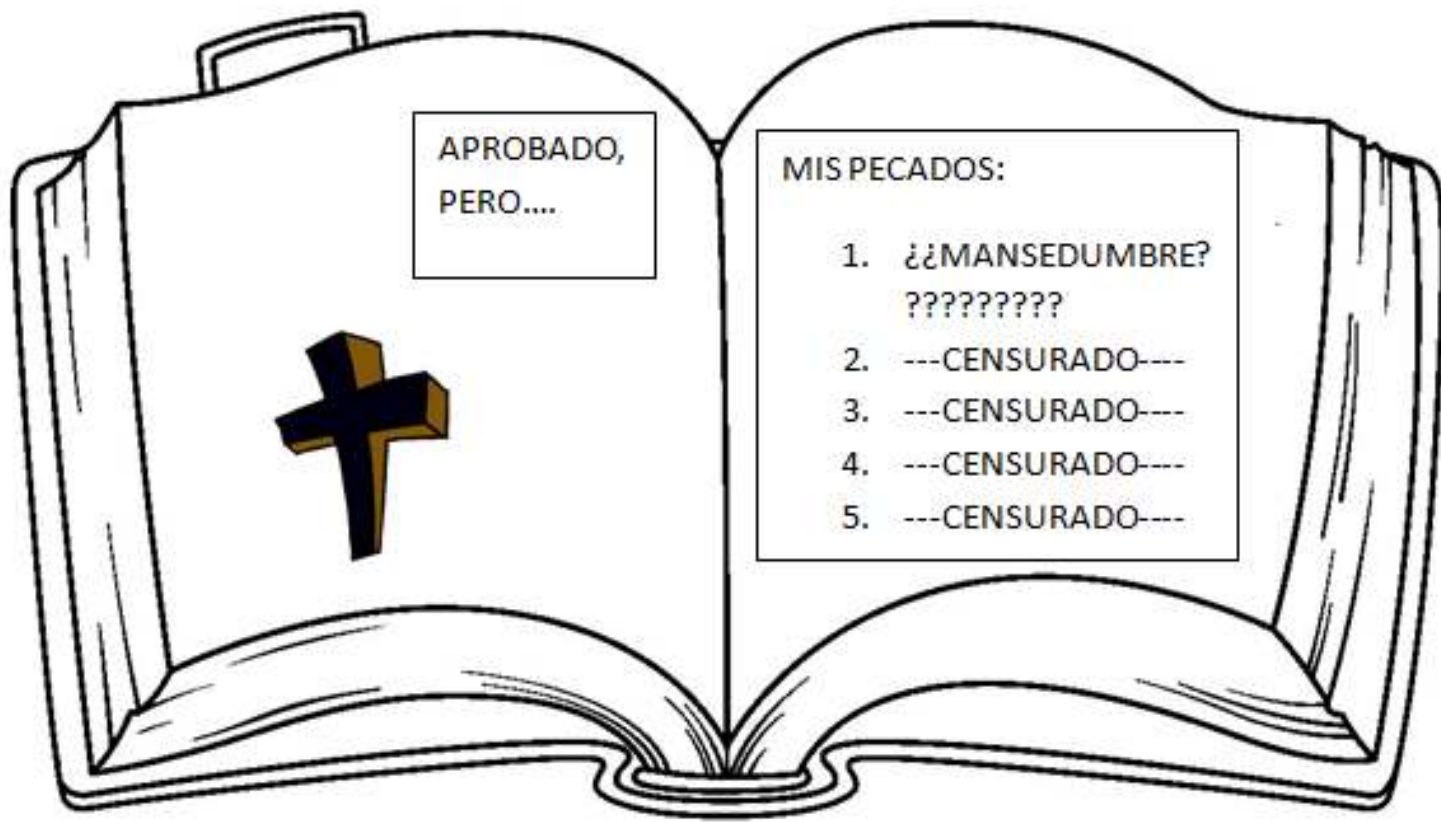 APROBADO,
PERO....
MIS PECADOS:
1. ¿¿MANSEDUMBRE?
?????????
2. ---CENSURADO----
3. ---CENSURADO----
4. ---CENSURADO----
5. ---CENSURADO----